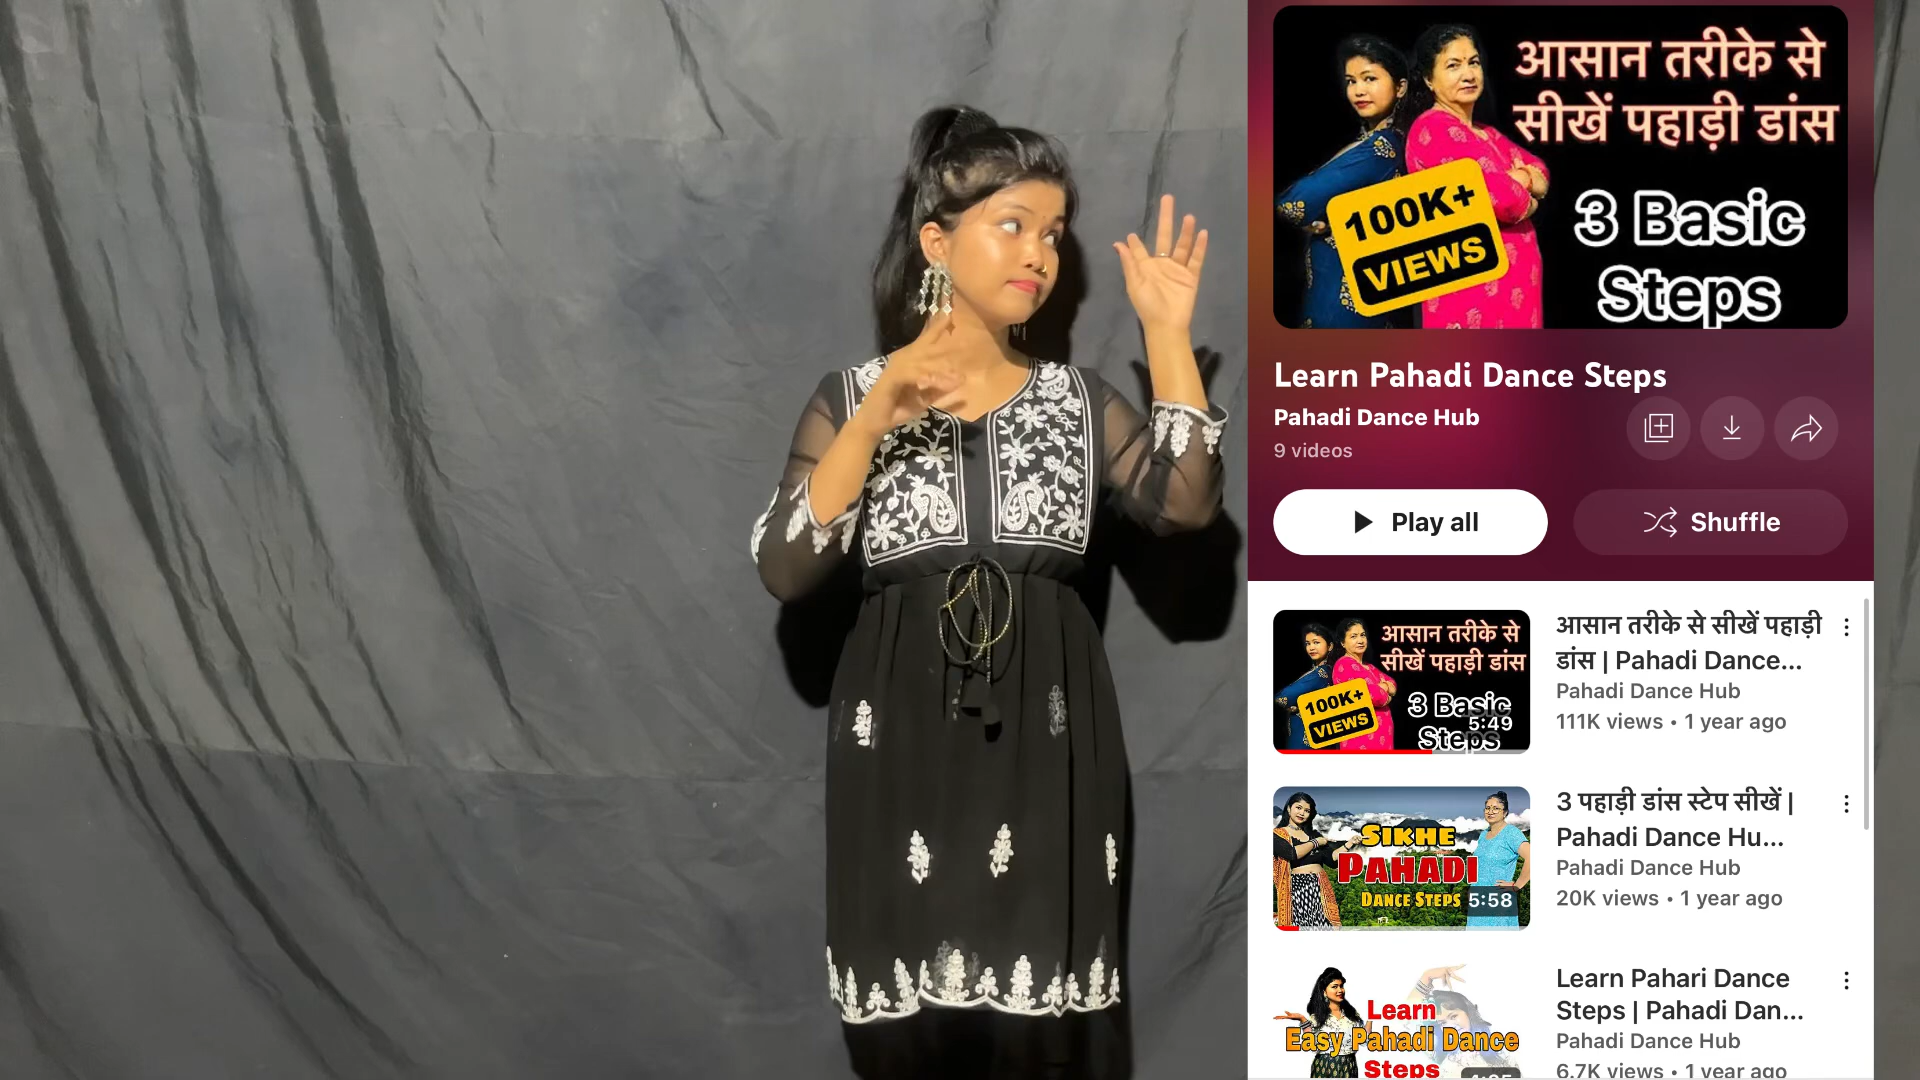 आसान तरीके से
सीखें पहाड़ी डांस
100K+
VIEWS
3 Basic
Steps
Learn Pahadi Dance Steps
Pahadi Dance Hub
9 videos
Play all
Shuffle
आसान तरीके से
सीखें पहाड़ी डांस
100K+
VIEWS
3 Basic
Steps
5:49
आसान तरीके से सीखें पहाड़ी
डांस | Pahadi Dance...
Pahadi Dance Hub
111K views • 1 year ago
SIKHE
PAHADI
DANCE STEPS
5:58
3 पहाड़ी डांस स्टेप सीखें |
Pahadi Dance Hu...
Pahadi Dance Hub
20K views • 1 year ago
Learn
Easy Pahadi Dance
Steps
Learn Pahari Dance
Steps | Pahadi Dan...
Pahadi Dance Hub
6.7K views • 1 year ago